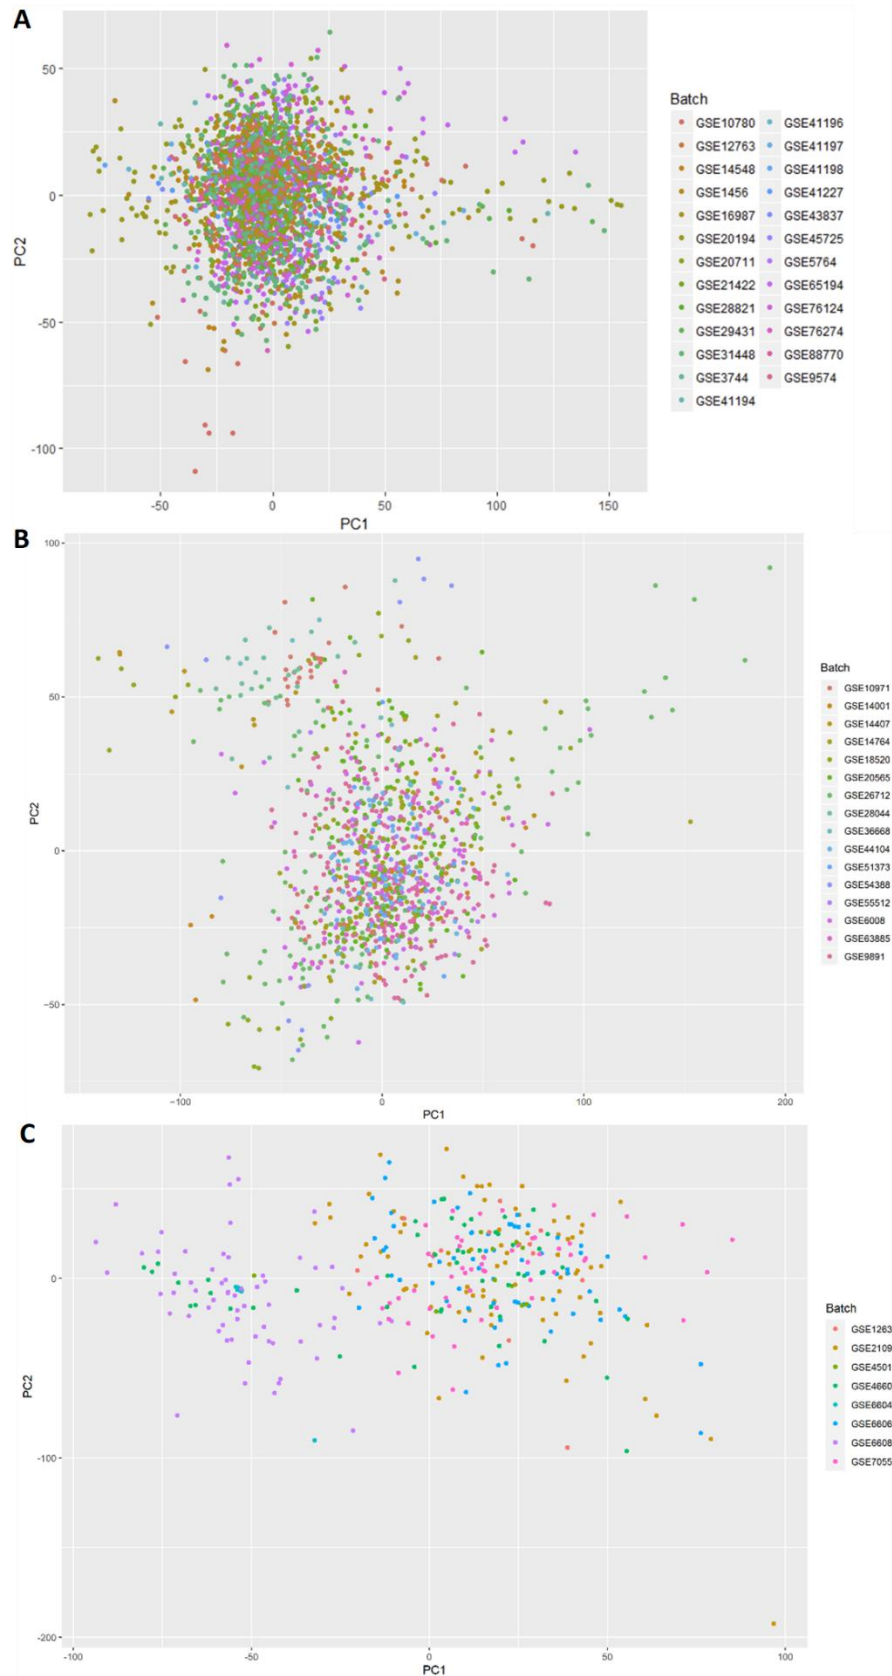 A
50
0
-50
-100
PC2
-50
0
50
100
150
PC1
Batch
GSE10780
GSE12763
GSE14548
GSE1456
GSE16987
GSE20194
GSE20711
GSE21422
GSE28821
GSE29431
GSE31448
GSE3744
GSE41194
GSE41196
GSE41197
GSE41198
GSE41227
GSE43837
GSE45725
GSE5764
GSE65194
GSE76124
GSE76274
GSE88770
GSE9574
B
100
50
0
−50
PC2
−100
0
100
200
PC1
Batch
GSE10971
GSE14001
GSE14407
GSE14764
GSE18520
GSE20565
GSE26712
GSE28044
GSE36668
GSE44104
GSE51373
GSE54388
GSE55512
GSE6008
GSE63885
GSE9891
C
0
-100
-200
PC2
-100
-50
0
50
100
PC1
Batch
GSE1263
GSE2109
GSE4501
GSE4660
GSE6604
GSE6606
GSE6608
GSE7055